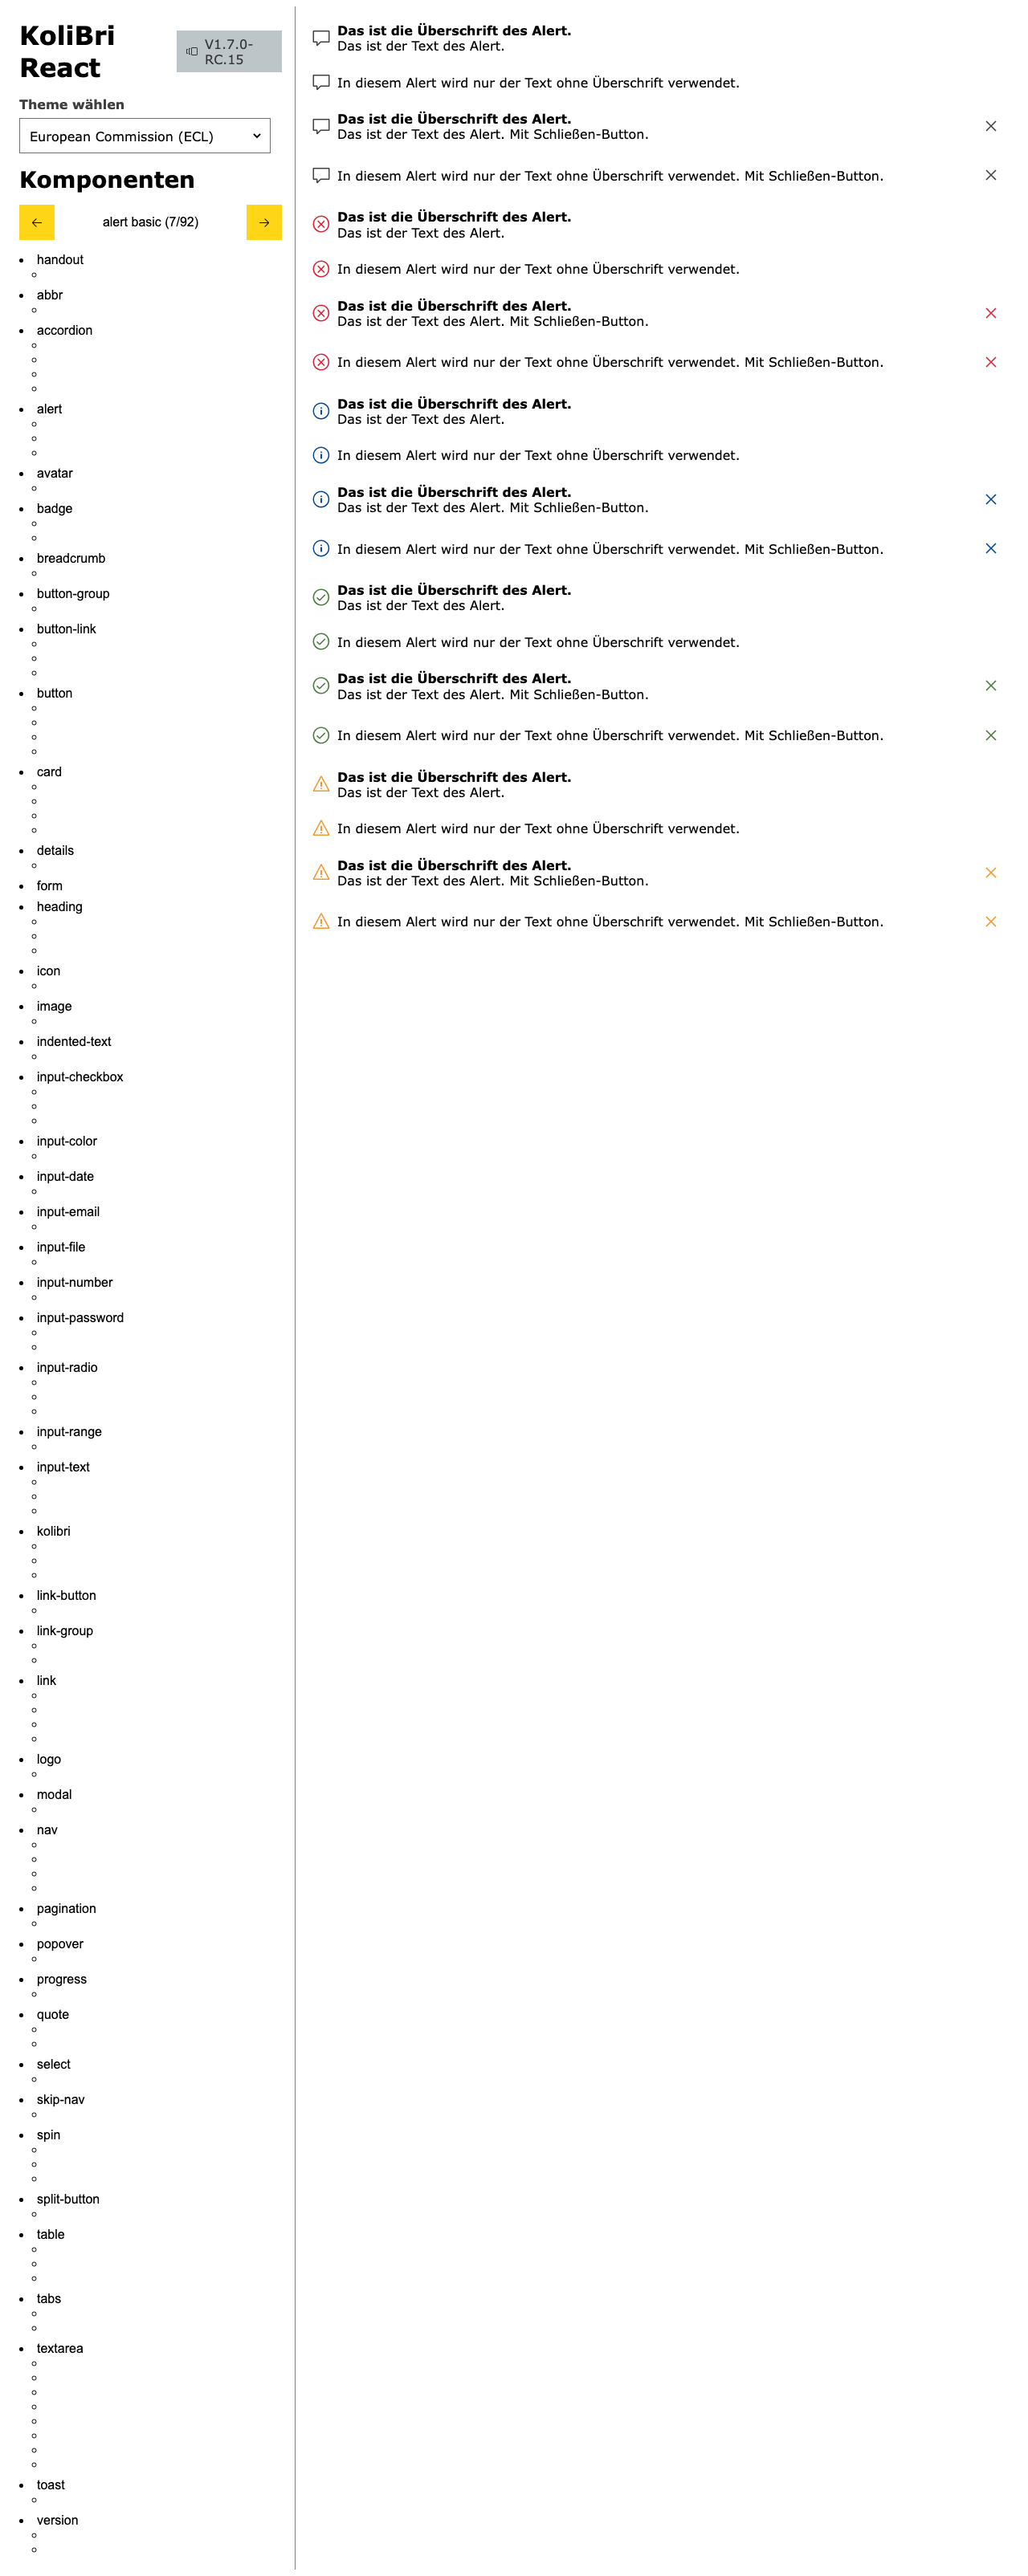 KoliBri
React
V1.7.0-
RC.15
Theme wählen
European Commission (ECL)
Komponenten
alert basic (7/92)
handout
abbr
accordion
alert
avatar
badge
breadcrumb
button-group
button-link
button
card
details
form
heading
icon
image
indented-text
input-checkbox
input-color
input-date
input-email
input-file
input-number
input-password
input-radio
input-range
input-text
kolibri
link-button
link-group
link
logo
modal
nav
pagination
popover
progress
quote
select
skip-nav
spin
split-button
table
tabs
textarea
toast
version
Das ist die Überschrift des Alert.
Das ist der Text des Alert.
In diesem Alert wird nur der Text ohne Überschrift verwendet.
Das ist die Überschrift des Alert.
Das ist der Text des Alert. Mit Schließen-Button.
In diesem Alert wird nur der Text ohne Überschrift verwendet. Mit Schließen-Button.
Das ist die Überschrift des Alert.
Das ist der Text des Alert.
In diesem Alert wird nur der Text ohne Überschrift verwendet.
Das ist die Überschrift des Alert.
Das ist der Text des Alert. Mit Schließen-Button.
In diesem Alert wird nur der Text ohne Überschrift verwendet. Mit Schließen-Button.
Das ist die Überschrift des Alert.
Das ist der Text des Alert.
In diesem Alert wird nur der Text ohne Überschrift verwendet.
Das ist die Überschrift des Alert.
Das ist der Text des Alert. Mit Schließen-Button.
In diesem Alert wird nur der Text ohne Überschrift verwendet. Mit Schließen-Button.
Das ist die Überschrift des Alert.
Das ist der Text des Alert.
In diesem Alert wird nur der Text ohne Überschrift verwendet.
Das ist die Überschrift des Alert.
Das ist der Text des Alert. Mit Schließen-Button.
In diesem Alert wird nur der Text ohne Überschrift verwendet. Mit Schließen-Button.
Das ist die Überschrift des Alert.
Das ist der Text des Alert.
In diesem Alert wird nur der Text ohne Überschrift verwendet.
Das ist die Überschrift des Alert.
Das ist der Text des Alert. Mit Schließen-Button.
In diesem Alert wird nur der Text ohne Überschrift verwendet. Mit Schließen-Button.